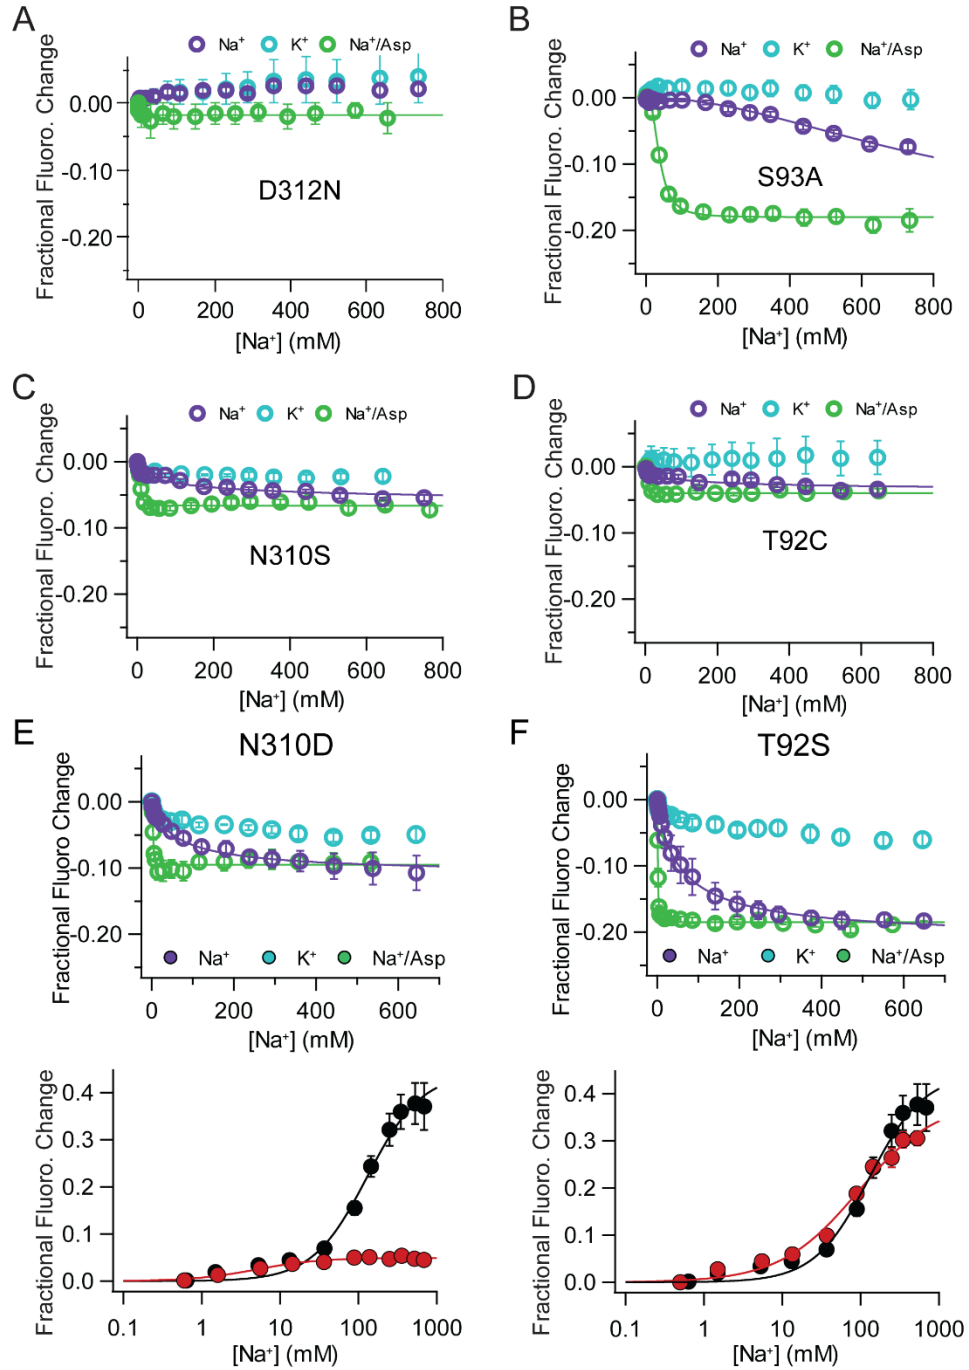 A
Na⁺ K⁺ Na⁺/Asp
Fractional Fluoro. Change
0.00
-0.10
-0.20
D312N
0 200 400 600 800
[Na⁺] (mM)
B
Na⁺ K⁺ Na⁺/Asp
Fractional Fluoro. Change
0.00
-0.10
-0.20
S93A
0 200 400 600 800
[Na⁺] (mM)
C
Na⁺ K⁺ Na⁺/Asp
Fractional Fluoro. Change
0.00
-0.10
-0.20
N310S
0 200 400 600 800
[Na⁺] (mM)
D
Na⁺ K⁺ Na⁺/Asp
Fractional Fluoro. Change
0.00
-0.10
-0.20
T92C
0 200 400 600 800
[Na⁺] (mM)
E
N310D
Fractional Fluoro Change
0.00
-0.10
-0.20
Na⁺ K⁺ Na⁺/Asp
0 200 400 600
[Na⁺] (mM)
Fractional Fluoro. Change
0.4
0.3
0.2
0.1
0.0
0.1 1 10 100 1000
[Na⁺] (mM)
F
T92S
Fractional Fluoro. Change
0.00
-0.10
-0.20
Na⁺ K⁺ Na⁺/Asp
0 200 400 600
[Na⁺] (mM)
Fractional Fluoro. Change
0.4
0.3
0.2
0.1
0.0
0.1 1 10 100 1000
[Na⁺] (mM)